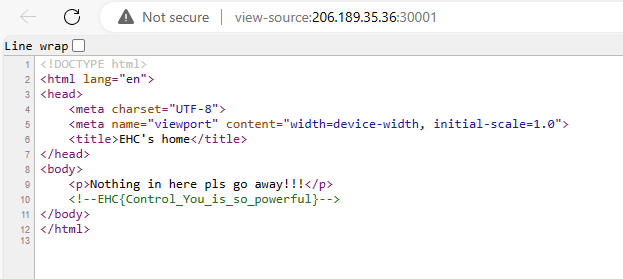 Not secure | view-source:206.189.35.36:30001
Line wrap
1 <!DOCTYPE html>
2 <html lang="en">
3 <head>
4 <meta charset="UTF-8">
5 <meta name="viewport" content="width=device-width, initial-scale=1.0">
6 <title>EHC's home</title>
7 </head>
8 <body>
9 <p>Nothing in here pls go away!!!</p>
10 <!--EHC{Control_You_is_so_powerful}-->
11 </body>
12 </html>
13